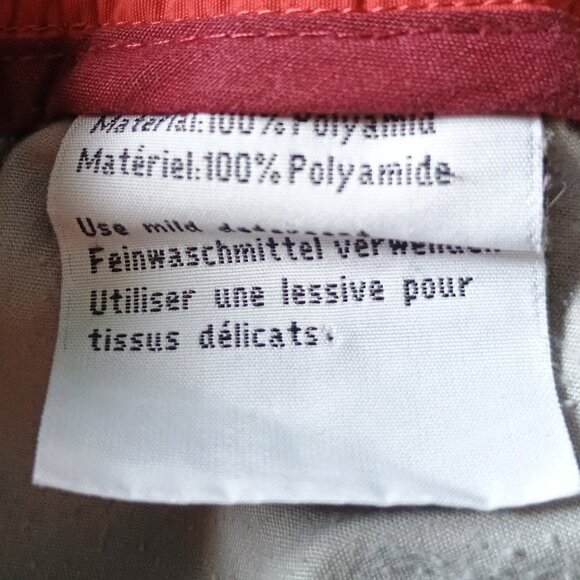 Material:100% Polyamid
Matériel:100% Polyamide
Use mild
Feinwaschmittel verwenden
Utiliser une lessive pour
tissus délicats.